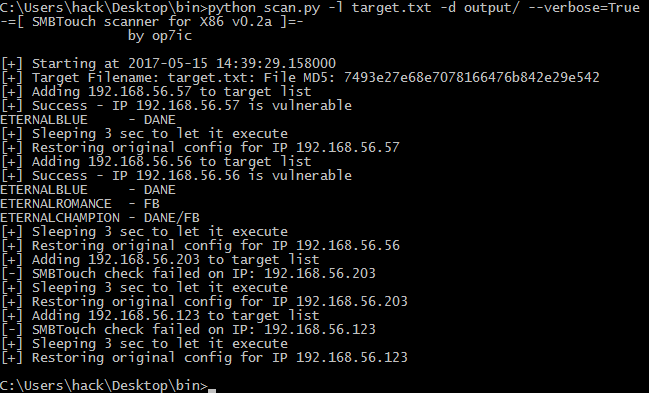 C:\Users\hack\Desktop\bin>python scan.py -l target.txt -d output/ --verbose=True
-=[ SMBTouch scanner for X86 v0.2a ]=-
by op7ic
[+] Starting at 2017-05-15 14:39:29.158000
[+] Target Filename: target.txt: File MD5: 7493e27e68e7078166476b842e29e542
[+] Adding 192.168.56.57 to target list
[+] Success - IP 192.168.56.57 is vulnerable
ETERNALBLUE     - DANE
[+] Sleeping 3 sec to let it execute
[+] Restoring original config for IP 192.168.56.57
[+] Adding 192.168.56.56 to target list
[+] Success - IP 192.168.56.56 is vulnerable
ETERNALBLUE     - DANE
ETERNALROMANCE  - FB
ETERNALCHAMPION - DANE/FB
[+] Sleeping 3 sec to let it execute
[+] Restoring original config for IP 192.168.56.56
[+] Adding 192.168.56.203 to target list
[-] SMBTouch check failed on IP: 192.168.56.203
[+] Sleeping 3 sec to let it execute
[+] Restoring original config for IP 192.168.56.203
[+] Adding 192.168.56.123 to target list
[-] SMBTouch check failed on IP: 192.168.56.123
[+] Sleeping 3 sec to let it execute
[+] Restoring original config for IP 192.168.56.123
C:\Users\hack\Desktop\bin>